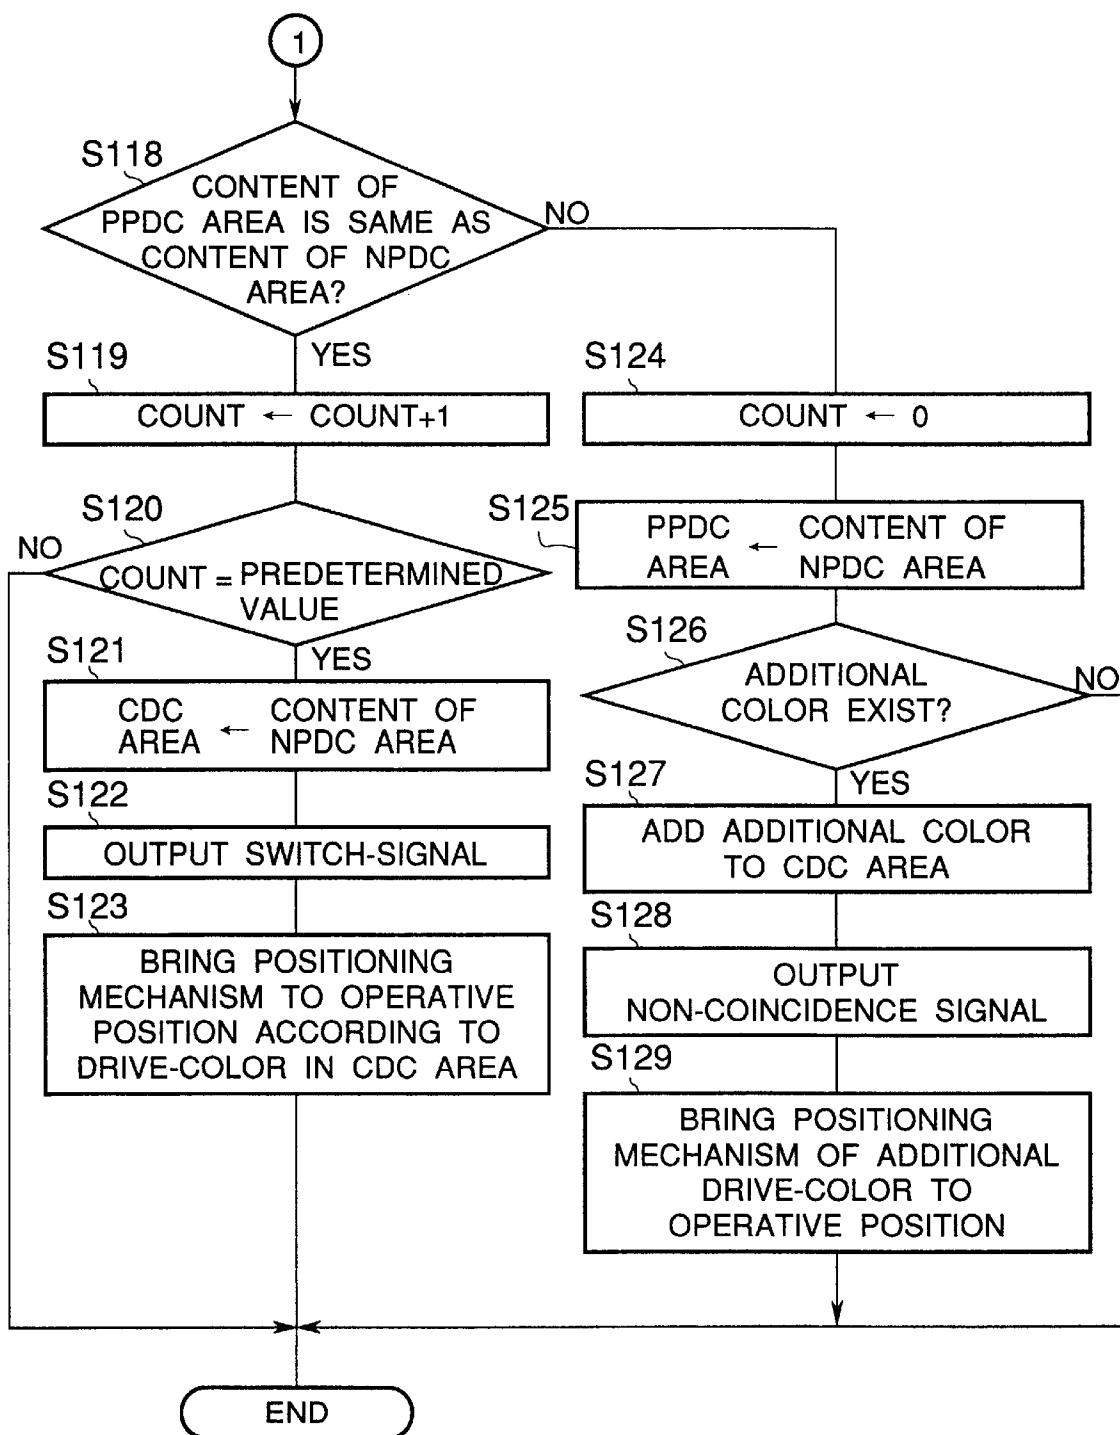 1
S118
CONTENT OF
PPDC AREA IS SAME AS
CONTENT OF NPDC
AREA?
NO
YES
S119
COUNT ← COUNT+1
S120
NO
COUNT = PREDETERMINED
VALUE
YES
S121
CDC AREA ← CONTENT OF
NPDC AREA
S122
OUTPUT SWITCH-SIGNAL
S123
BRING POSITIONING
MECHANISM TO OPERATIVE
POSITION ACCORDING TO
DRIVE-COLOR IN CDC AREA
S124
COUNT ← 0
S125
PPDC AREA ← CONTENT OF
NPDC AREA
S126
ADDITIONAL
COLOR EXIST?
NO
YES
S127
ADD ADDITIONAL COLOR
TO CDC AREA
S128
OUTPUT
NON-COINCIDENCE SIGNAL
S129
BRING POSITIONING
MECHANISM OF ADDITIONAL
DRIVE-COLOR TO
OPERATIVE POSITION
END